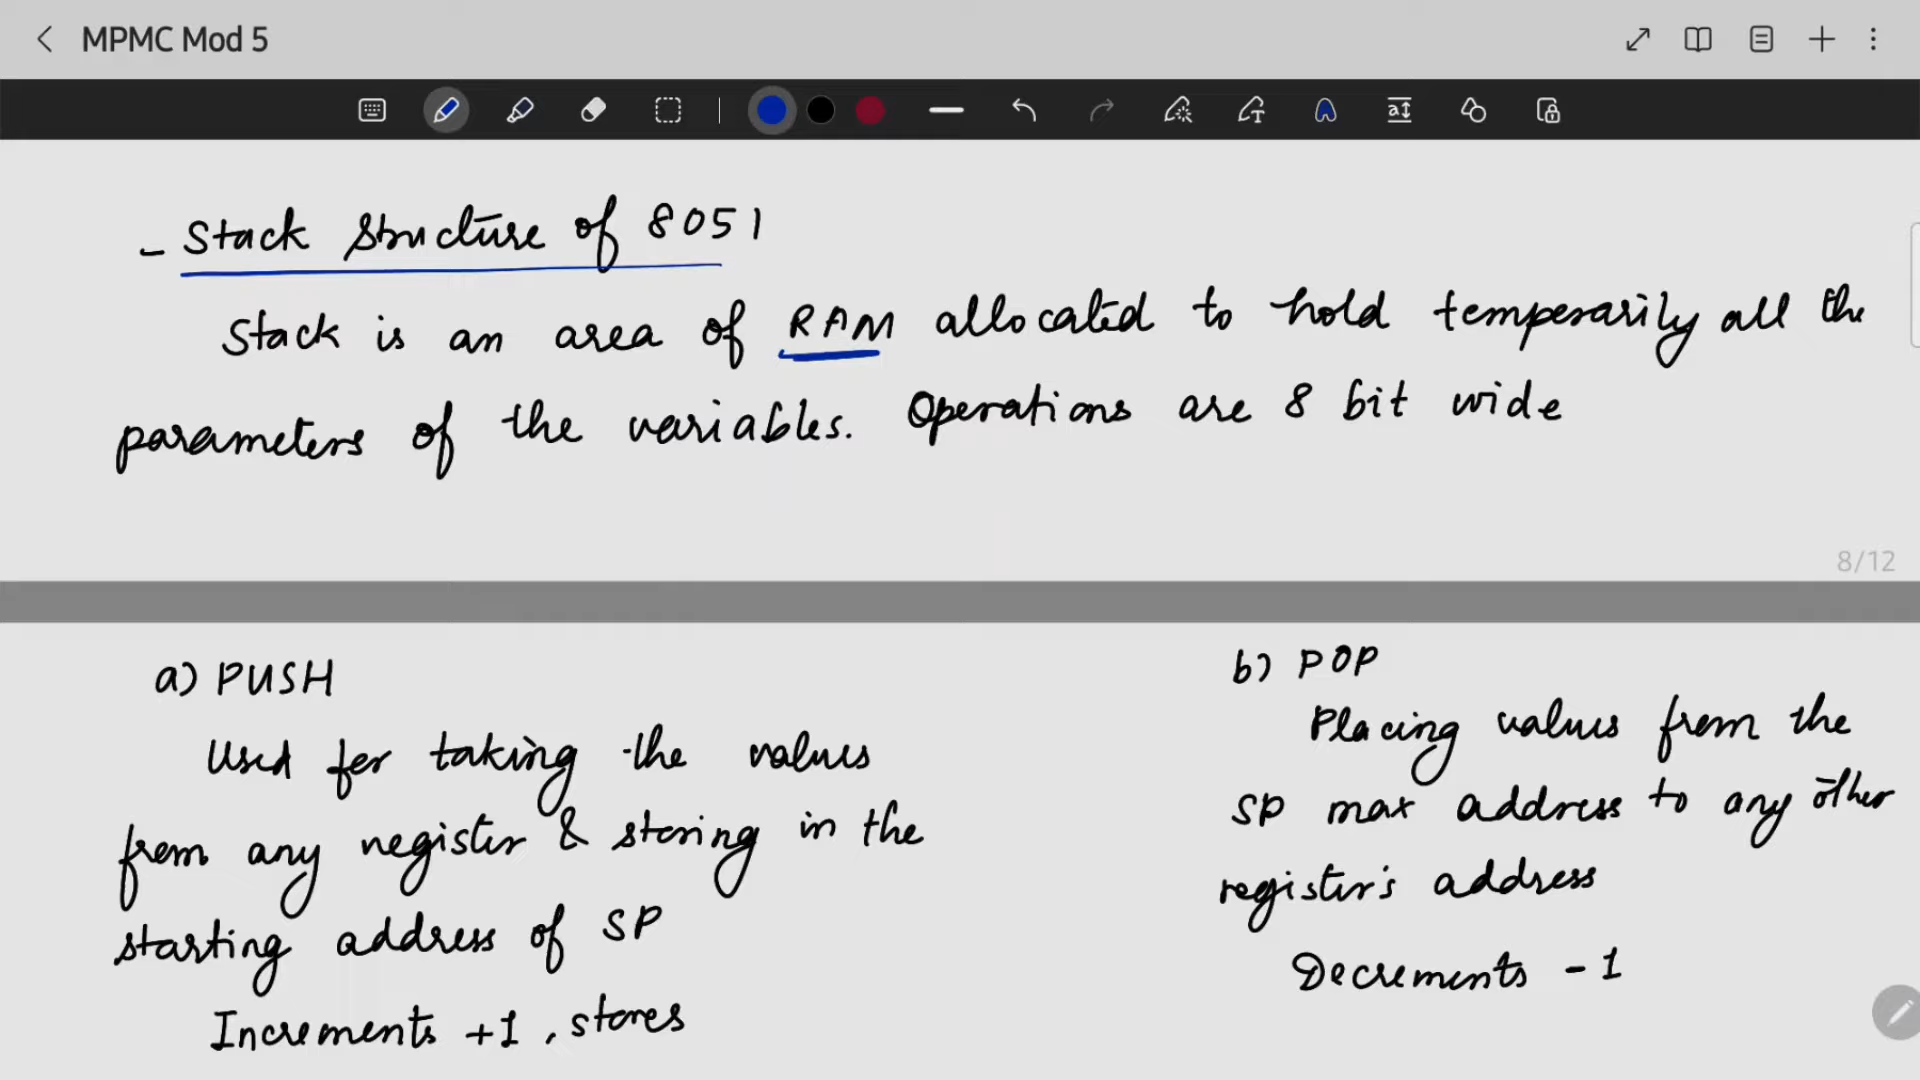 MPMC Mod 5
- Stack structure of 8051
Stack is an area of RAM allocated to hold temperarily all the
parameters of the variables. Operations are 8 bit wide
8/12
a) PUSH
Used for taking the values
from any register & storing in the
starting address of SP
Increments +1, stores
b) POP
Placing values from the
SP max address to any other
register's address
Decrements -1